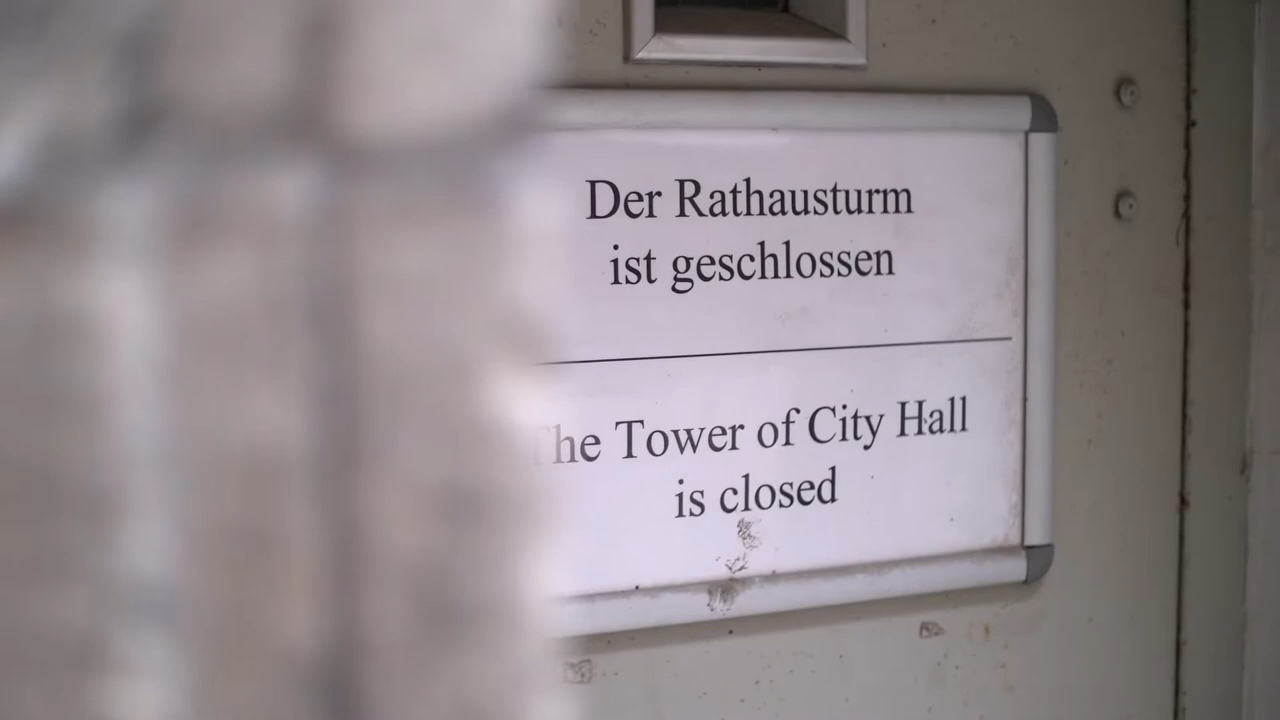 Der Rathausturm
ist geschlossen
The Tower of City Hall
is closed